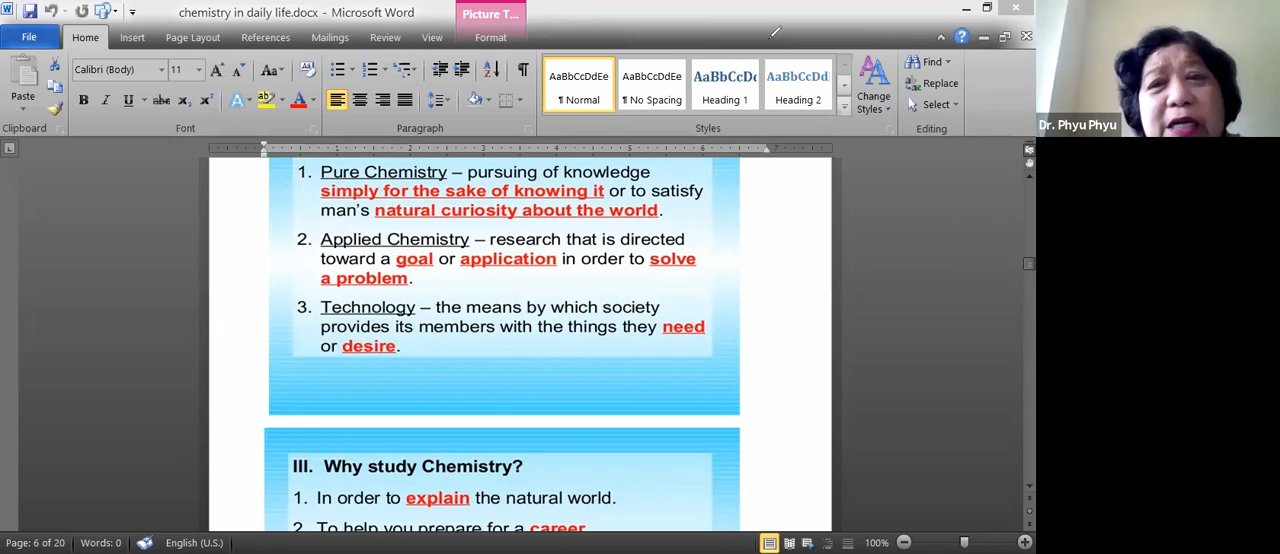 chemistry in daily life.docx - Microsoft Word
Picture T...
File
Home
Insert
Page Layout
References
Mailings
Review
View
Format
Paste
Clipboard
Calibri (Body)
11
Font
Paragraph
AaBbCcDdEe
¶ Normal
AaBbCcDdEe
¶ No Spacing
AaBbCcDc
Heading 1
AaBbCcDd
Heading 2
Change
Styles
Styles
Find
Replace
Select
Editing
Dr. Phyu Phyu
1. Pure Chemistry – pursuing of knowledge
simply for the sake of knowing it or to satisfy
man's natural curiosity about the world.
2. Applied Chemistry – research that is directed
toward a goal or application in order to solve
a problem.
3. Technology – the means by which society
provides its members with the things they need
or desire.
III. Why study Chemistry?
1. In order to explain the natural world.
2. To help you prepare for a career
Page: 6 of 20
Words: 0
English (U.S.)
100%